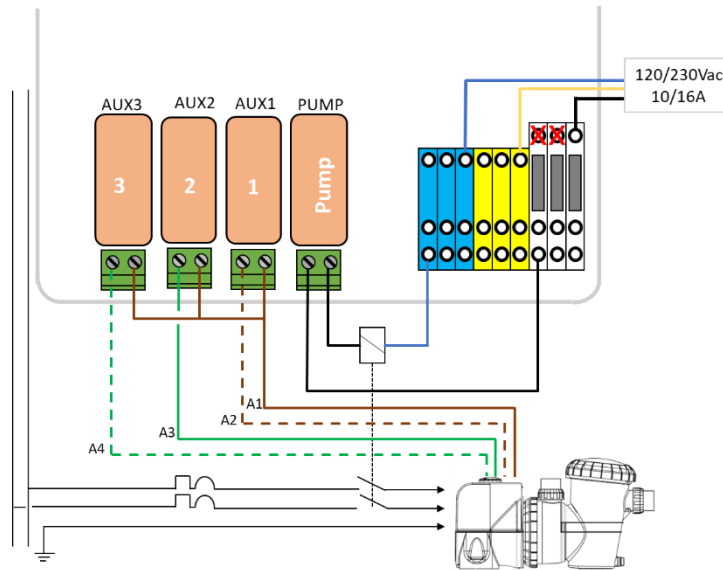 120/230Vac
10/16A
AUX3 AUX2 AUX1 PUMP
3 2 1 Pump
A1
A2
A3
A4